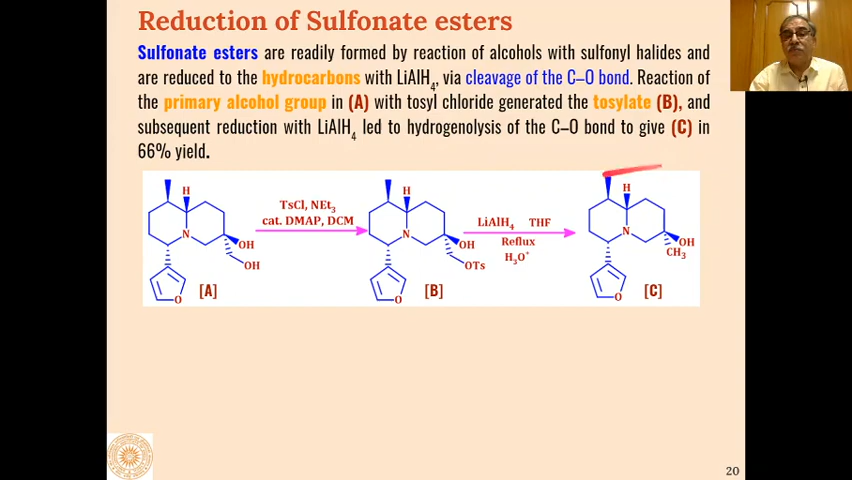 Reduction of Sulfonate esters
Sulfonate esters are readily formed by reaction of alcohols with sulfonyl halides and
are reduced to the hydrocarbons with LiAlH4, via cleavage of the C–O bond. Reaction of
the primary alcohol group in (A) with tosyl chloride generated the tosylate (B), and
subsequent reduction with LiAlH4 led to hydrogenolysis of the C–O bond to give (C) in
66% yield.
H
N
OH
OH
O
[A]
TsCl, NEt3
cat. DMAP, DCM
H
N
OH
OTs
O
[B]
LiAlH4 THF
Reflux
H3O+
H
N
OH
CH3
O
[C]
20